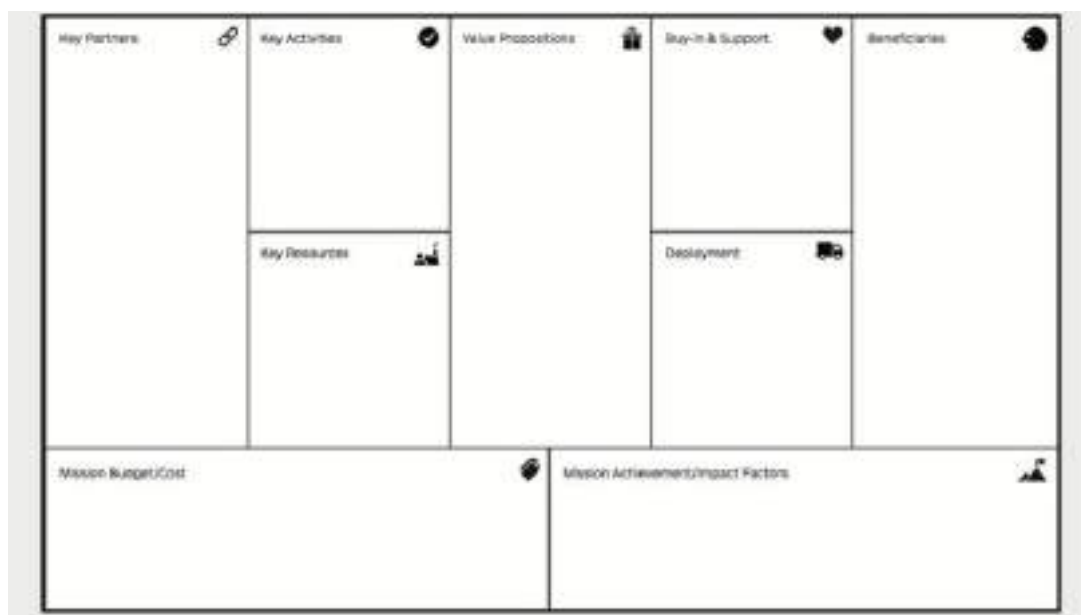 Key Partners
Key Activities
Value Propositions
Buy-in & Support
Beneficiaries
Key Resources
Deployment
Mission Budget/Cost
Mission Achievement/Impact Factors